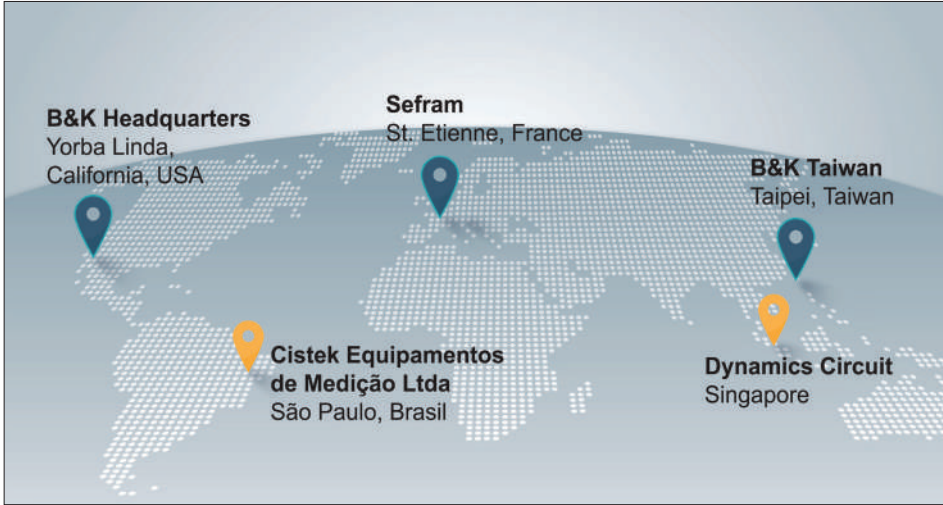 B&K Headquarters
Yorba Linda,
California, USA
Sefram
St. Etienne, France
B&K Taiwan
Taipei, Taiwan
Cistek Equipamentos
de Medição Ltda
São Paulo, Brasil
Dynamics Circuit
Singapore